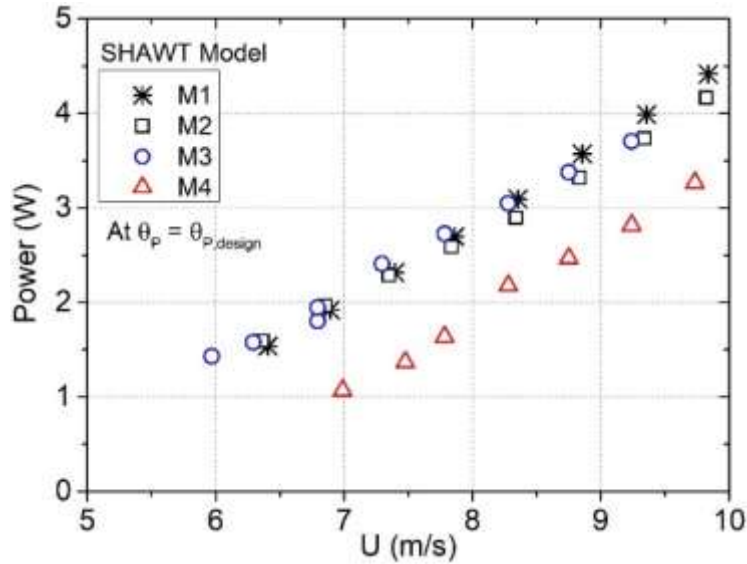 5
SHAWT Model
M1
M2
M3
M4
At θP = θP,design
4
3
2
1
0
Power (W)
5 6 7 8 9 10
U (m/s)